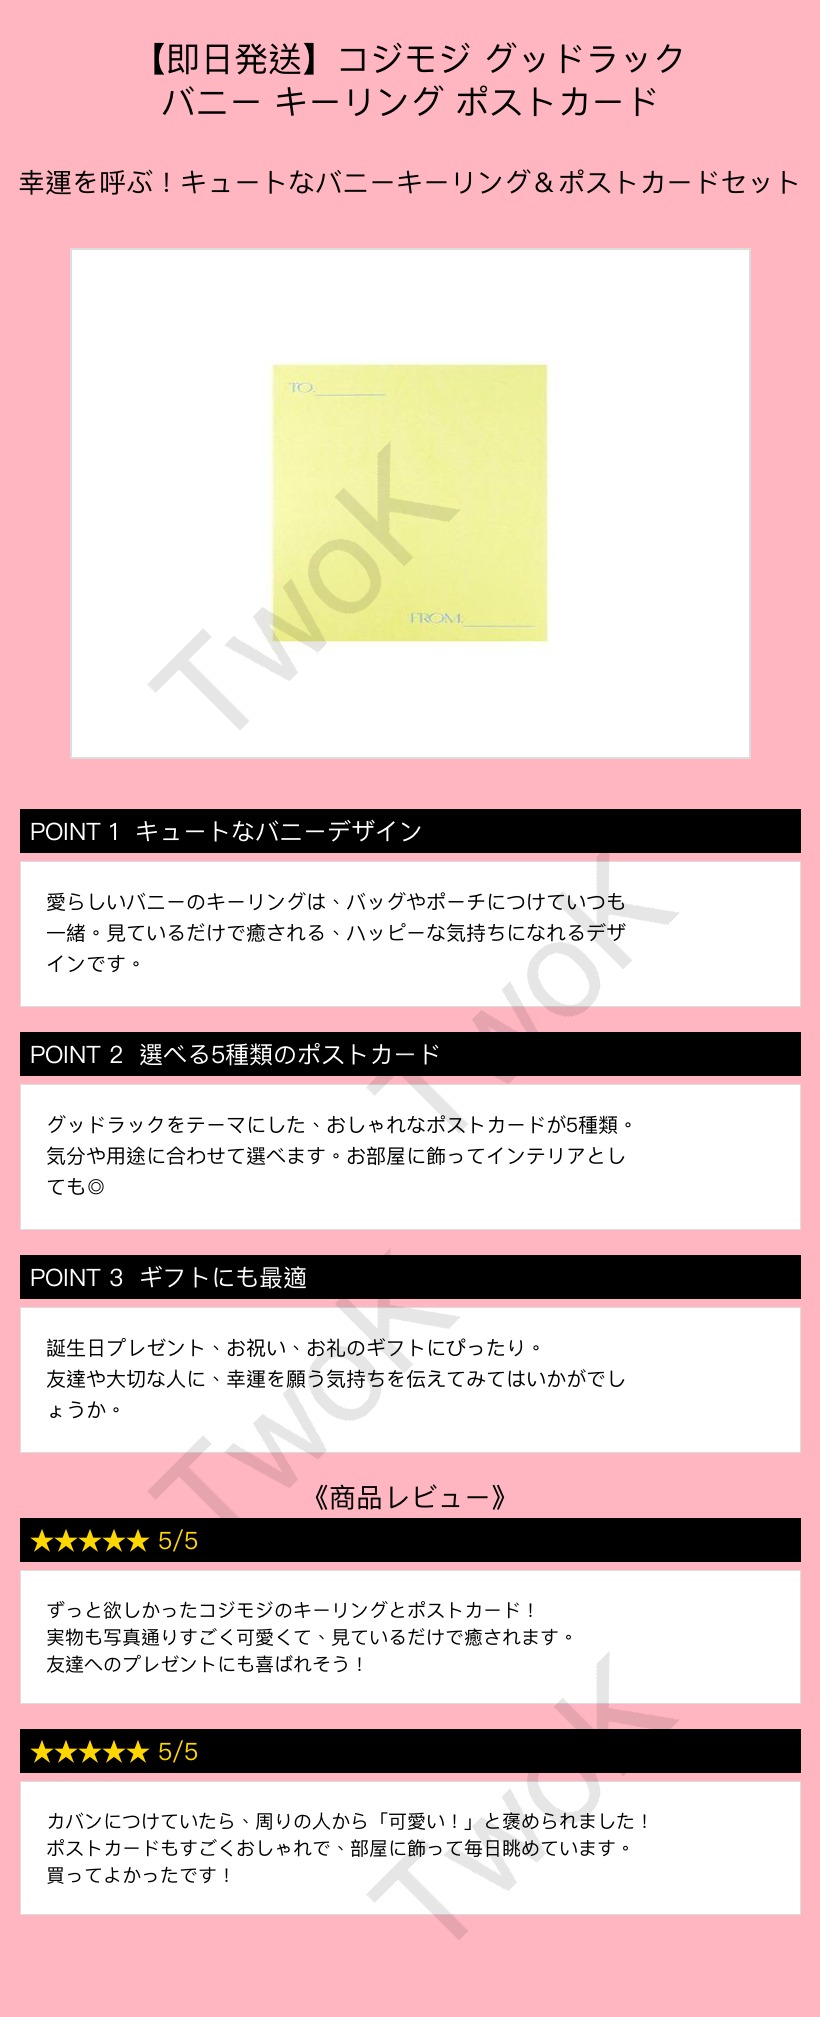 【即日発送】コジモジ グッドラック
バニー キーリング ポストカード
幸運を呼ぶ！キュートなバニーキーリング＆ポストカードセット
TO.
FROM.
TwoK
POINT 1 キュートなバニーデザイン
愛らしいバニーのキーリングは、バッグやポーチにつけていつも
一緒。見ているだけで癒される、ハッピーな気持ちになれるデザ
インです。
TwoK
POINT 2 選べる5種類のポストカード
グッドラックをテーマにした、おしゃれなポストカードが5種類。
気分や用途に合わせて選べます。お部屋に飾ってインテリアとし
ても◎
POINT 3 ギフトにも最適
誕生日プレゼント、お祝い、お礼のギフトにぴったり。
友達や大切な人に、幸運を願う気持ちを伝えてみてはいかがでし
ょうか。
TwoK
《商品レビュー》
★★★★★ 5/5
ずっと欲しかったコジモジのキーリングとポストカード！
実物も写真通りすごく可愛くて、見ているだけで癒されます。
友達へのプレゼントにも喜ばれそう！
★★★★★ 5/5
カバンにつけていたら、周りの人から「可愛い！」と褒められました！
ポストカードもすごくおしゃれで、部屋に飾って毎日眺めています。
買ってよかったです！
TwoK